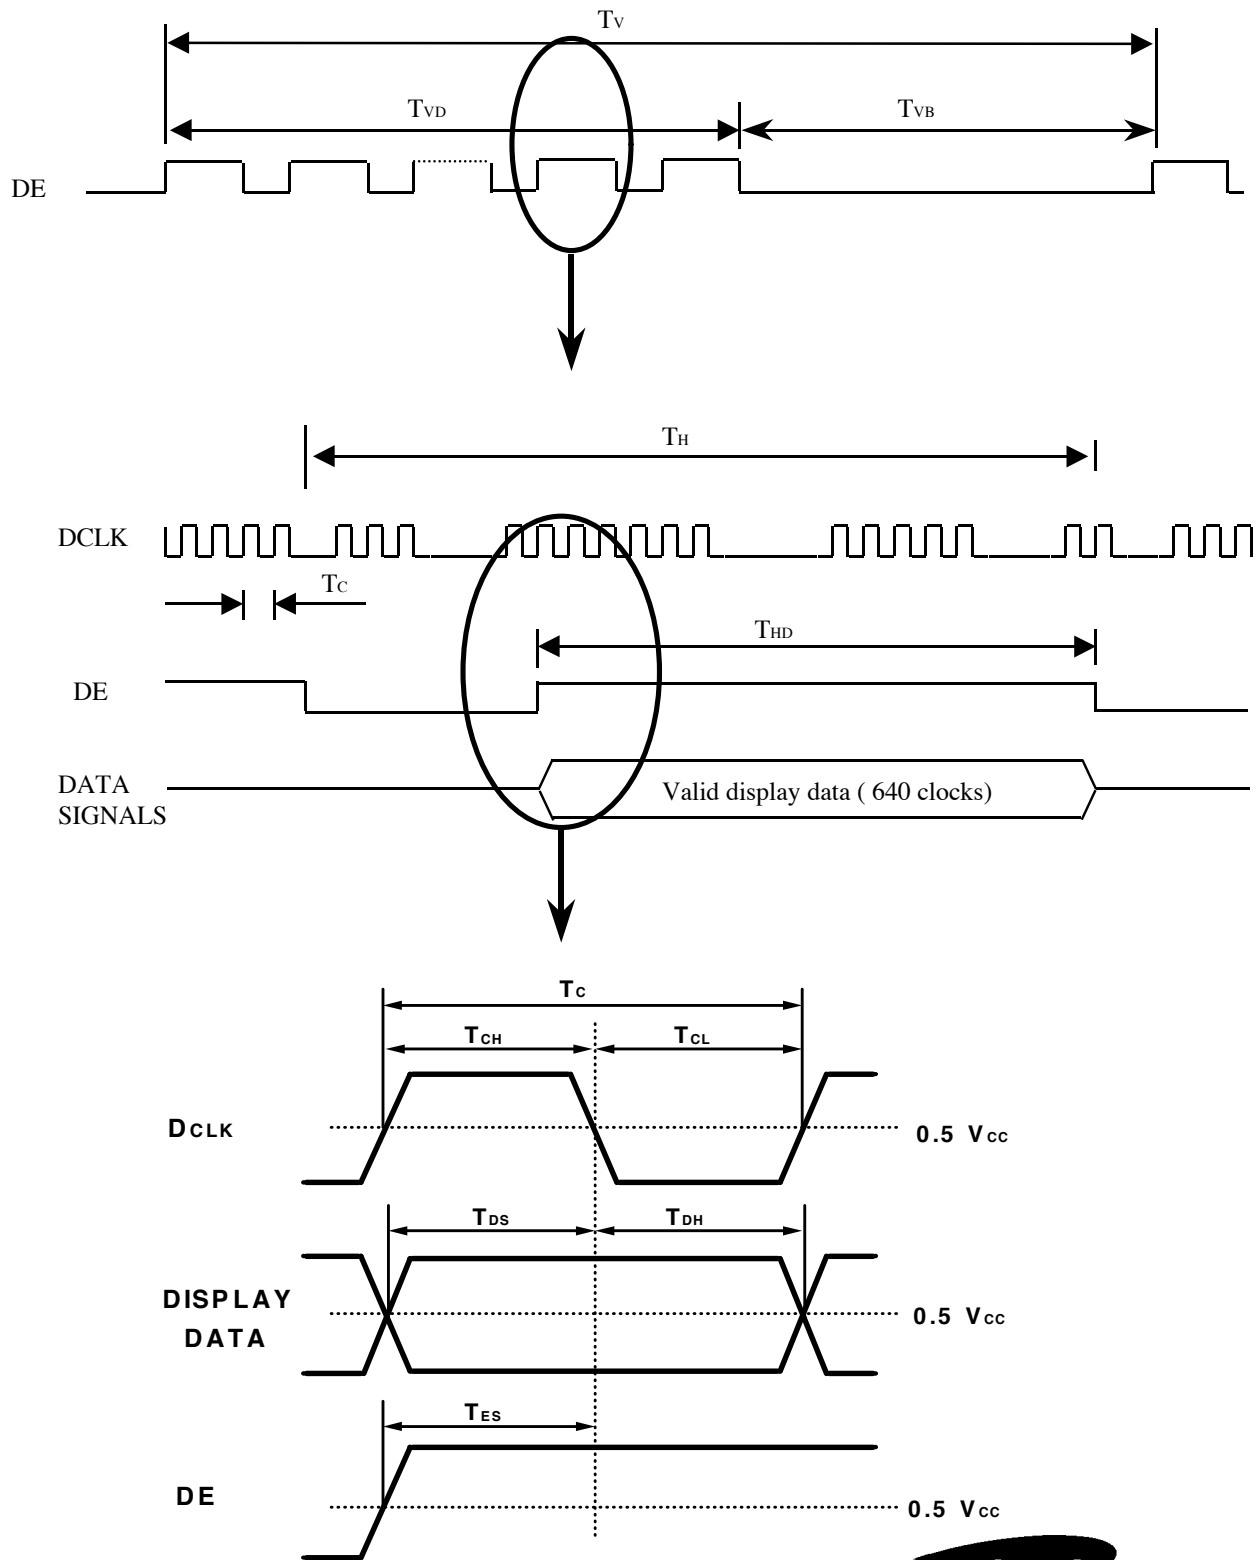 TV
TVD
TVB
DE
TH
DCLK
TC
THD
DE
DATA
SIGNALS
Valid display data ( 640 clocks)
TC
TCH
TCL
DCLK
0.5 VCC
TDS
TDH
DISPLAY
DATA
0.5 VCC
TES
DE
0.5 VCC